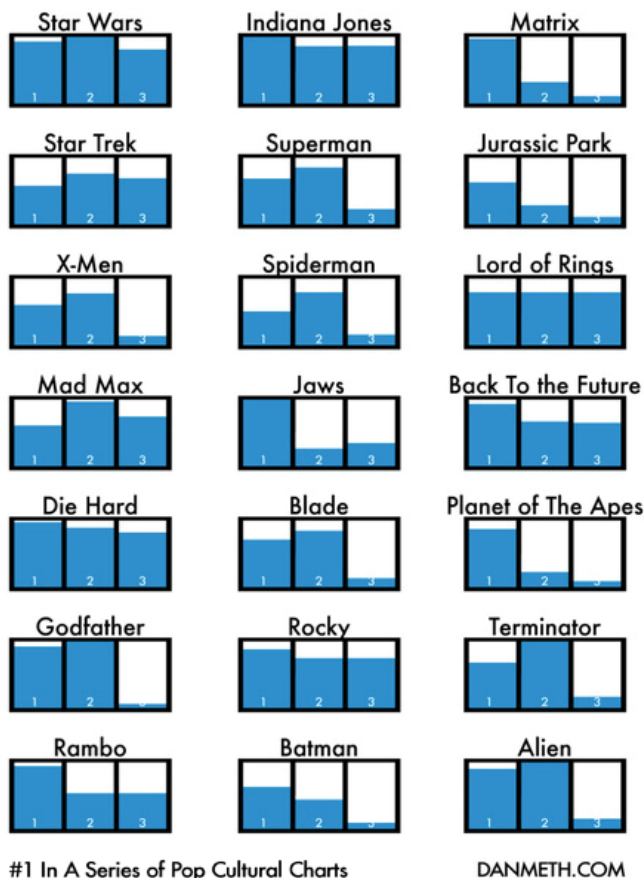 Star Wars Indiana Jones Matrix
1 2 3 1 2 3 1 2 3
Star Trek Superman Jurassic Park
1 2 3 1 2 3 1 2 3
X-Men Spiderman Lord of Rings
1 2 3 1 2 3 1 2 3
Mad Max Jaws Back To the Future
1 2 3 1 2 3 1 2 3
Die Hard Blade Planet of The Apes
1 2 3 1 2 3 1 2 3
Godfather Rocky Terminator
1 2 3 1 2 3 1 2 3
Rambo Batman Alien
1 2 3 1 2 3 1 2 3
#1 In A Series of Pop Cultural Charts DANMETH.COM